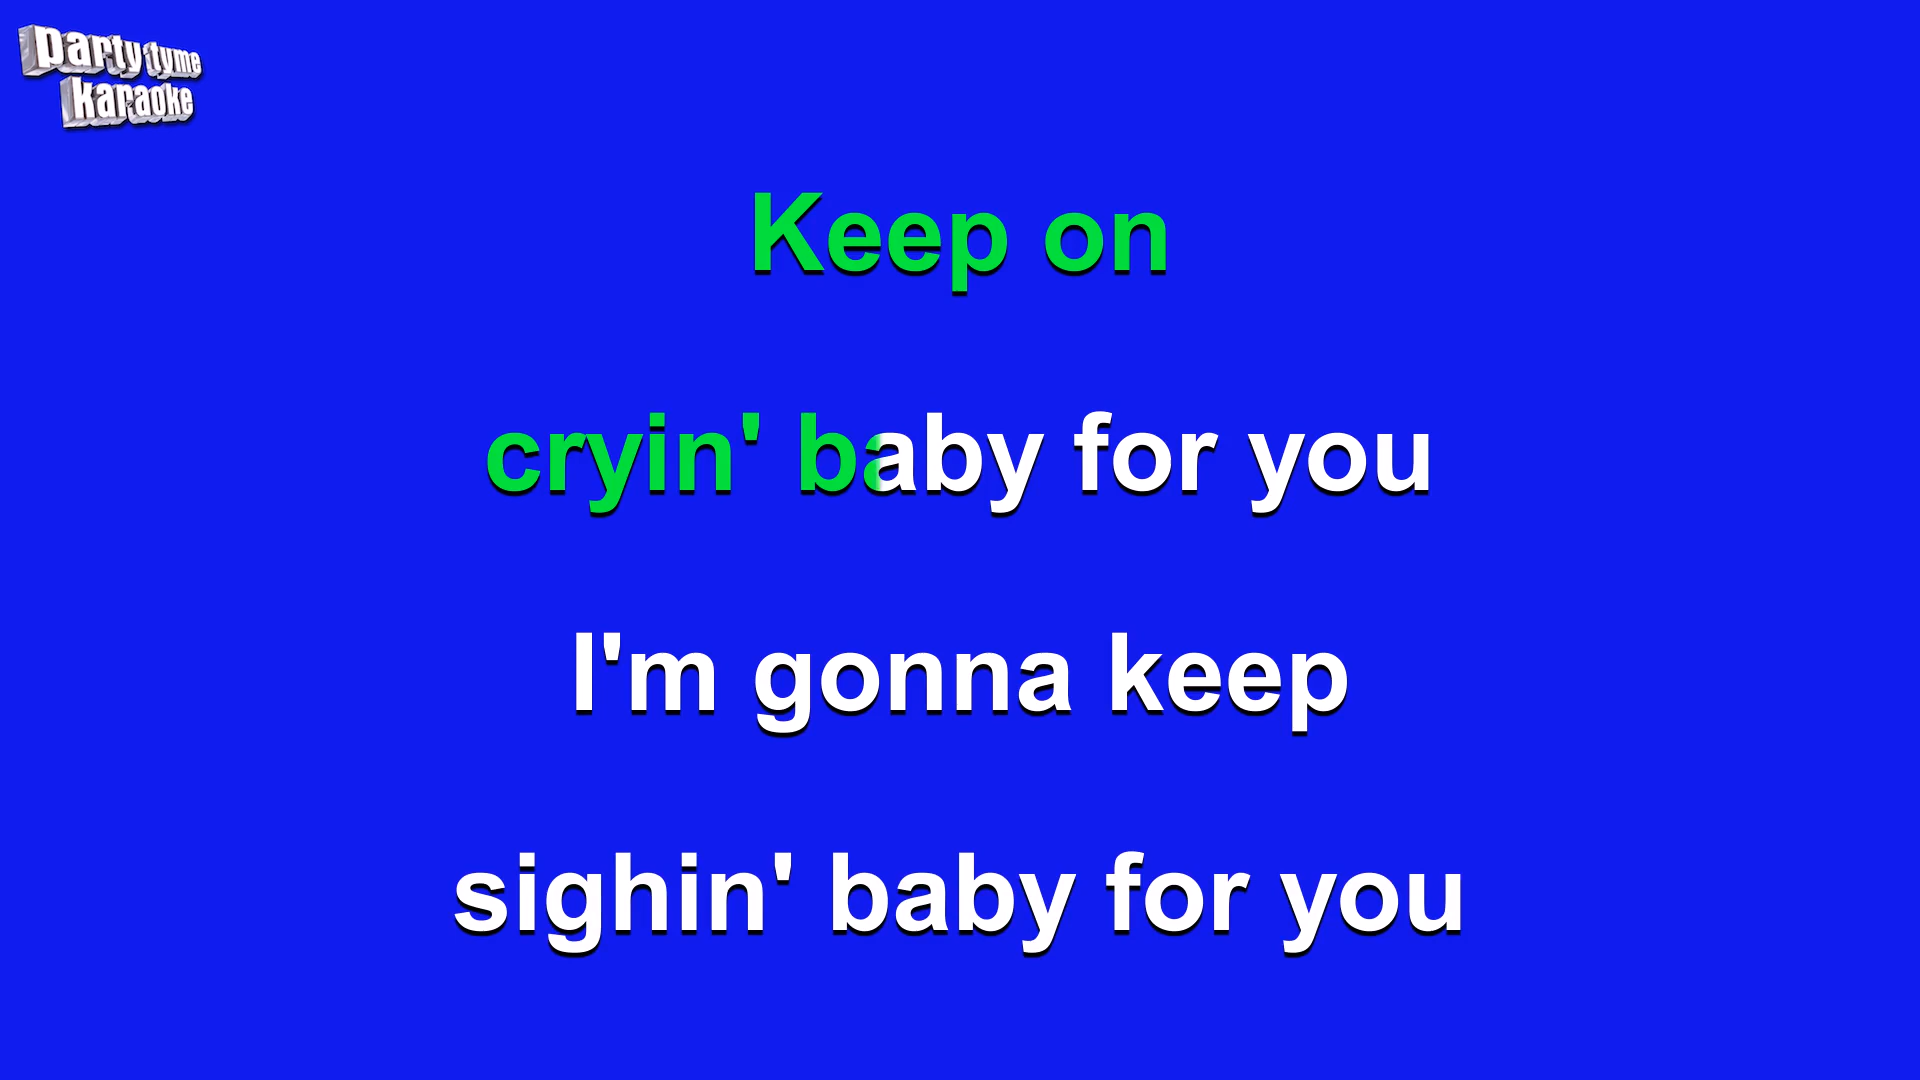 party tyme
karaoke
Keep on
cryin' baby for you
I'm gonna keep
sighin' baby for you